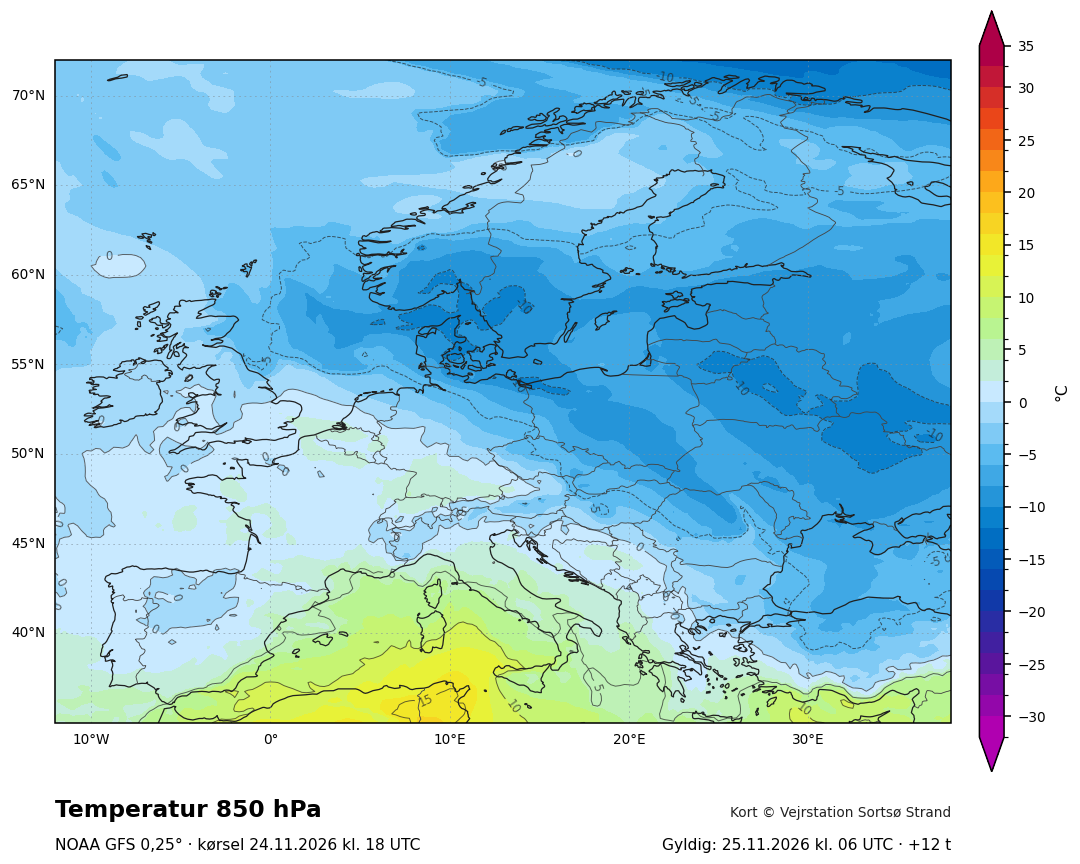 35
30
25
20
15
10
5
0
−5
−10
−15
−20
−25
−30
°C
70°N
65°N
60°N
55°N
50°N
45°N
40°N
10°W 0° 10°E 20°E 30°E
Temperatur 850 hPa
Kort © Vejrstation Sortsø Strand
NOAA GFS 0,25° · kørsel 24.11.2026 kl. 18 UTC
Gyldig: 25.11.2026 kl. 06 UTC · +12 t